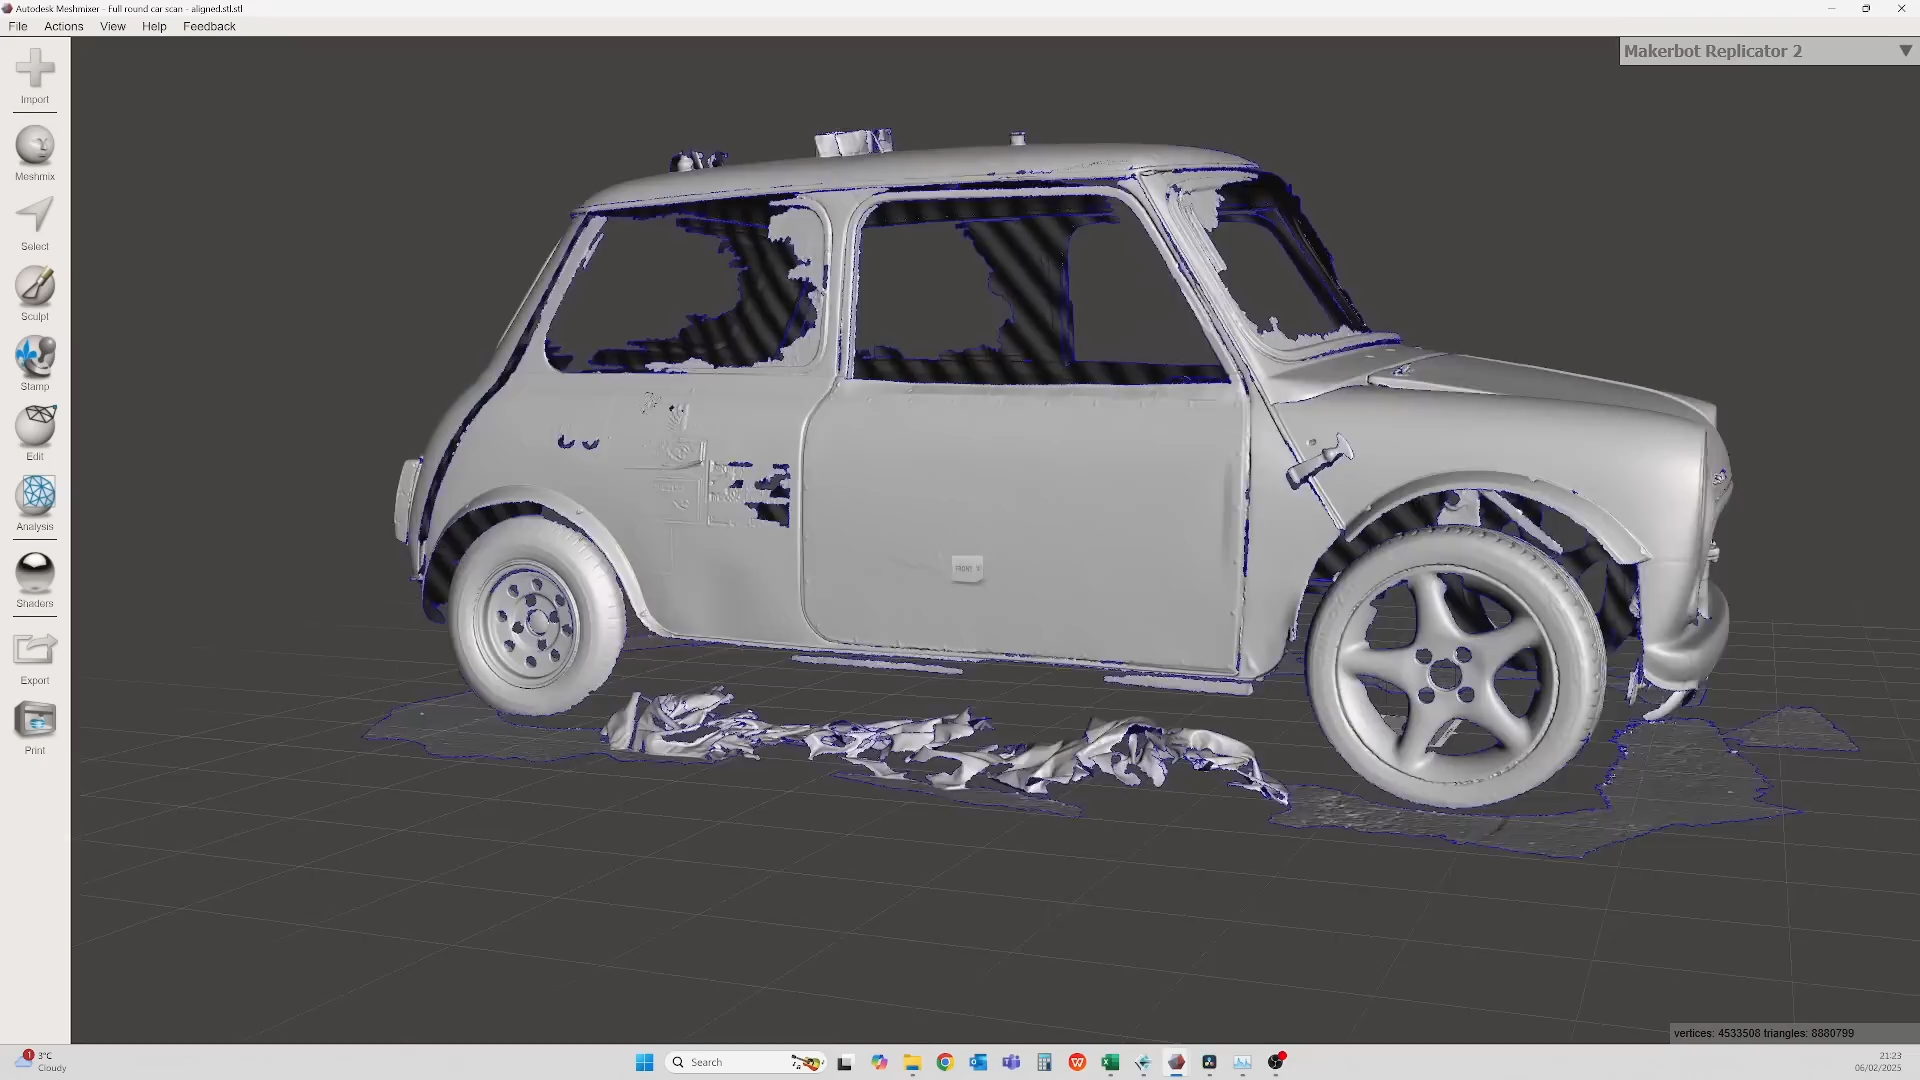 Autodesk Meshmixer - Full round car scan - aligned.stl.stl
File Actions View Help Feedback
Makerbot Replicator 2
Import
Meshmix
Select
Sculpt
Stamp
Edit
Analysis
Shaders
Export
Print
FRONT
vertices: 4533508 triangles: 8880799
1
3°C
Cloudy
Search
21:23
06/02/2025